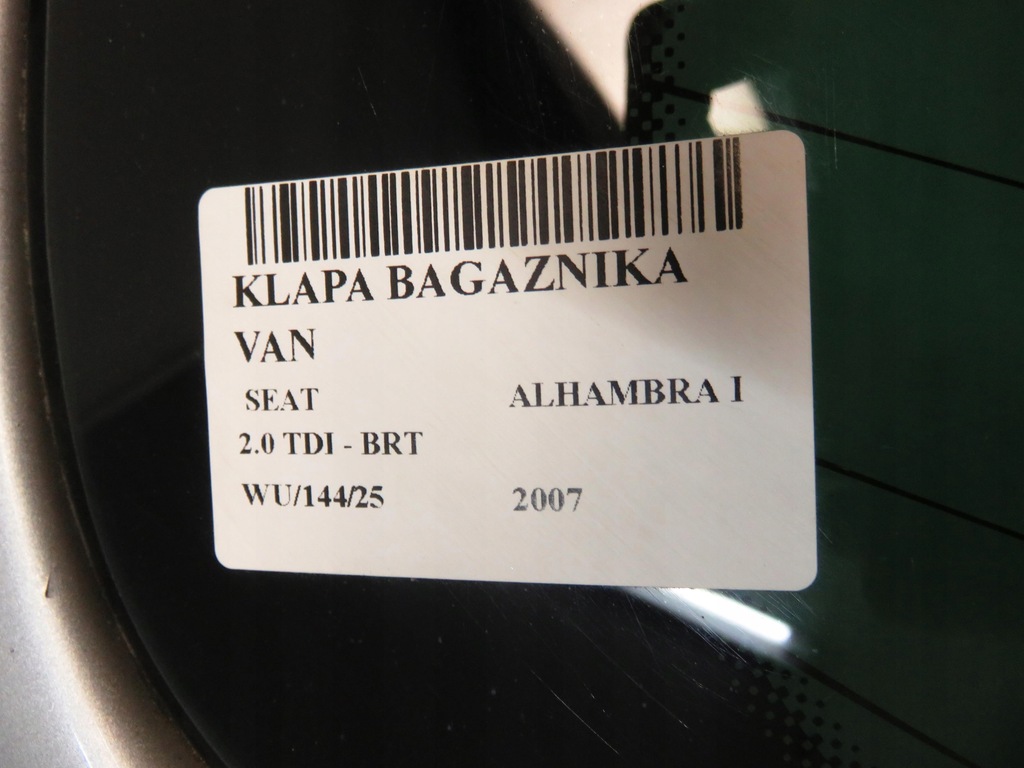 KLAPA BAGAZNIKA
VAN
SEAT ALHAMBRA I
2.0 TDI - BRT
WU/144/25 2007